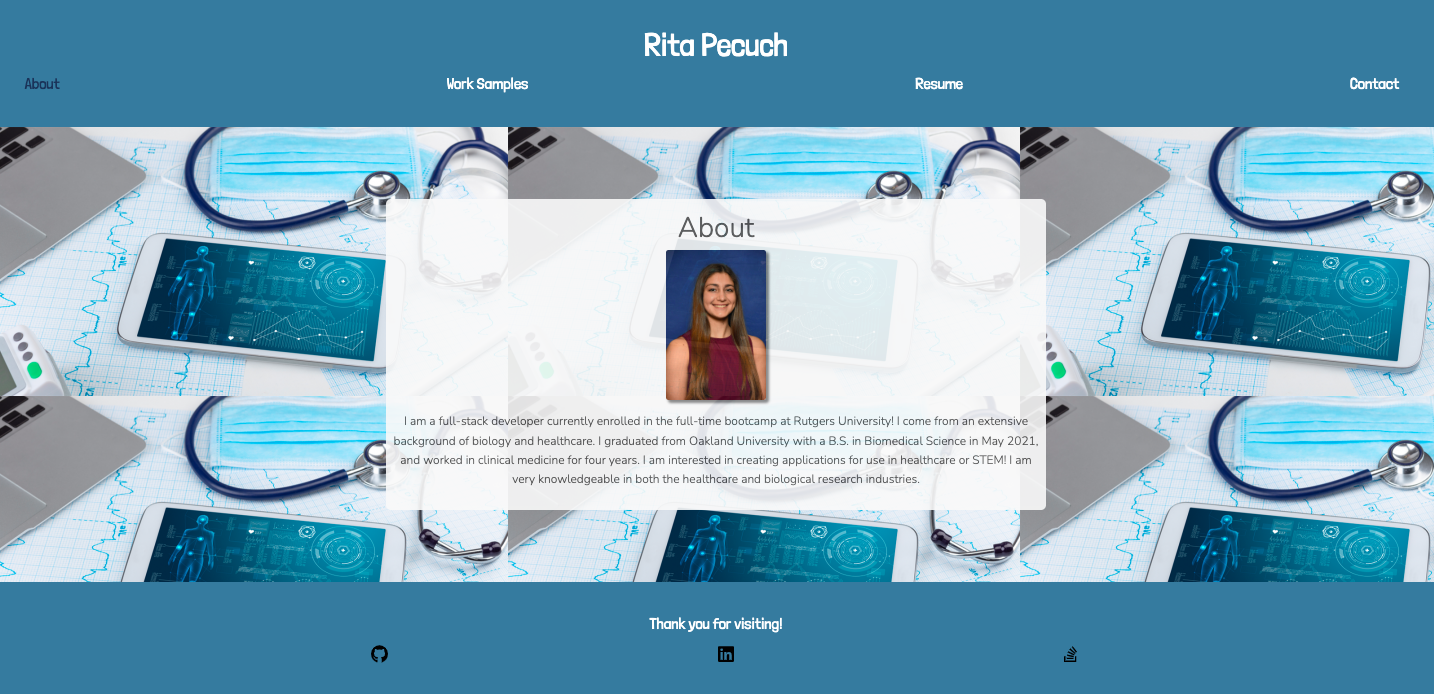 Rita Pecuch
About
Work Samples
Resume
Contact
About
I am a full-stack developer currently enrolled in the full-time bootcamp at Rutgers University! I come from an extensive
background of biology and healthcare. I graduated from Oakland University with a B.S. in Biomedical Science in May 2021,
and worked in clinical medicine for four years. I am interested in creating applications for use in healthcare or STEM! I am
very knowledgeable in both the healthcare and biological research industries.
Thank you for visiting!
in